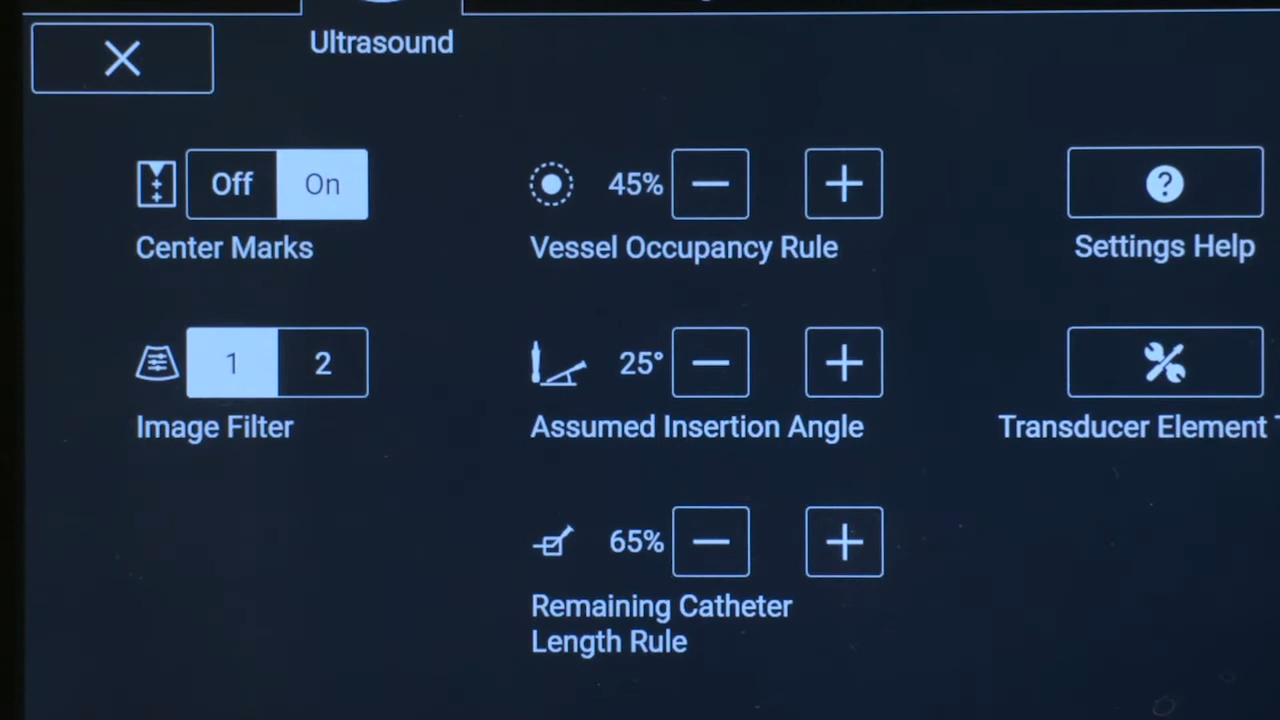 Ultrasound
Off On
Center Marks
45%
Vessel Occupancy Rule
?
Settings Help
1 2
Image Filter
25°
Assumed Insertion Angle
Transducer Element
65%
Remaining Catheter
Length Rule